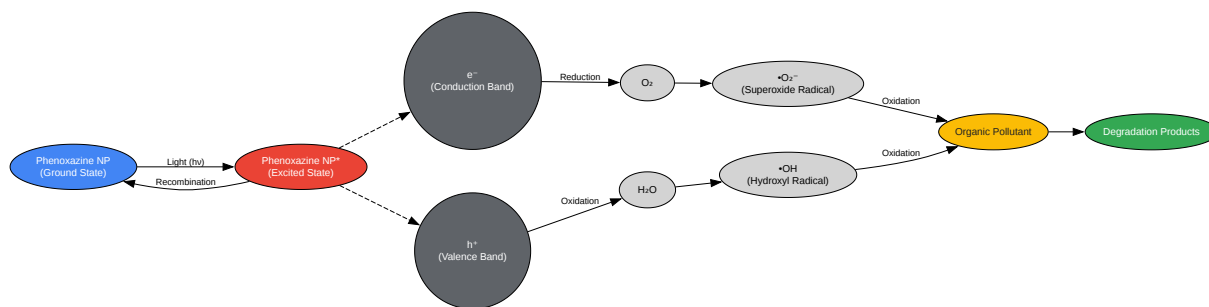 Phenoxazine NP
(Ground State)
Light (hν)
Recombination
Phenoxazine NP*
(Excited State)
e⁻
(Conduction Band)
Reduction
O₂
•O₂⁻
(Superoxide Radical)
Oxidation
h⁺
(Valence Band)
Oxidation
H₂O
•OH
(Hydroxyl Radical)
Oxidation
Organic Pollutant
Degradation Products